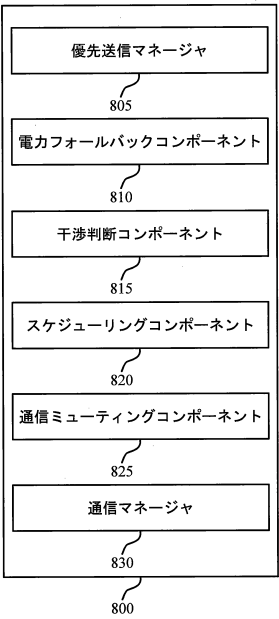 優先送信マネージャ
805
電力フォールバックコンポーネント
810
干渉判断コンポーネント
815
スケジューリングコンポーネント
820
通信ミューティングコンポーネント
825
通信マネージャ
830
800